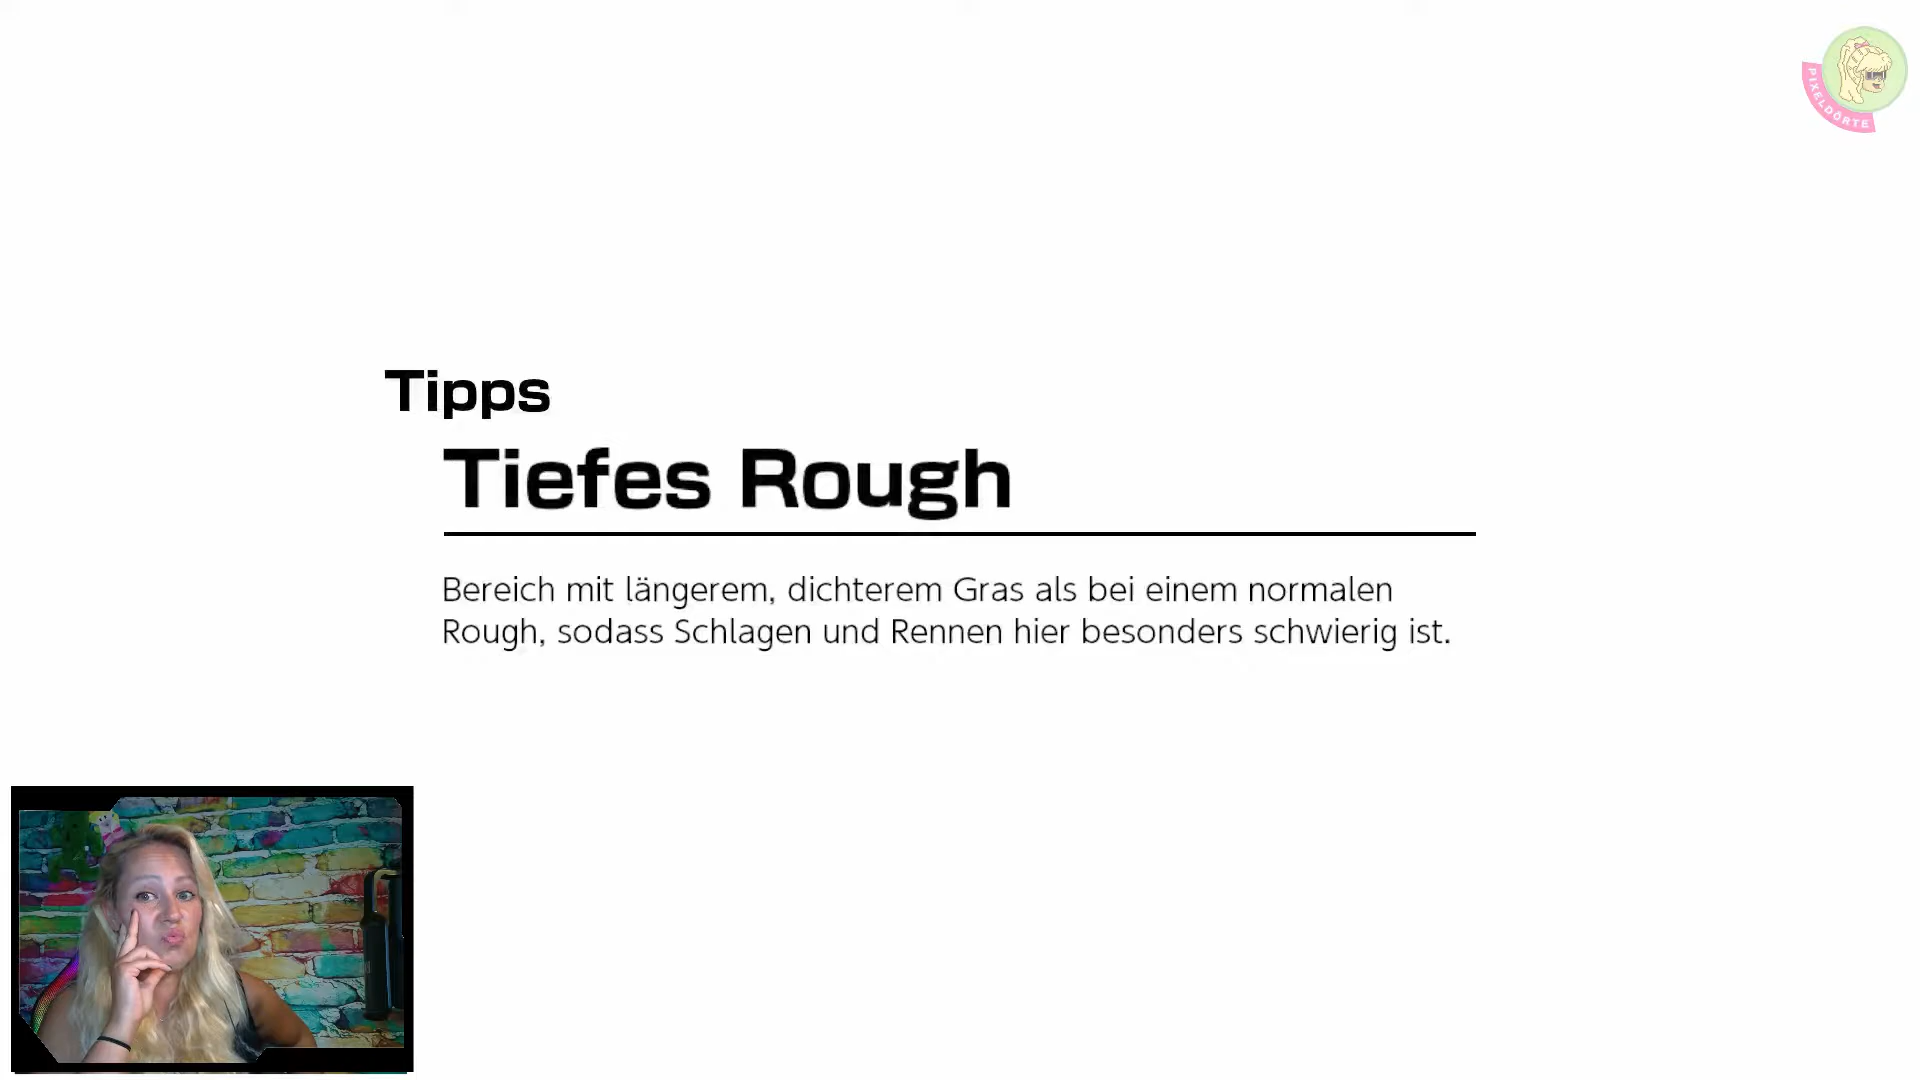 PIXELDÖRTE
Tipps
Tiefes Rough
Bereich mit längerem, dichterem Gras als bei einem normalen
Rough, sodass Schlagen und Rennen hier besonders schwierig ist.